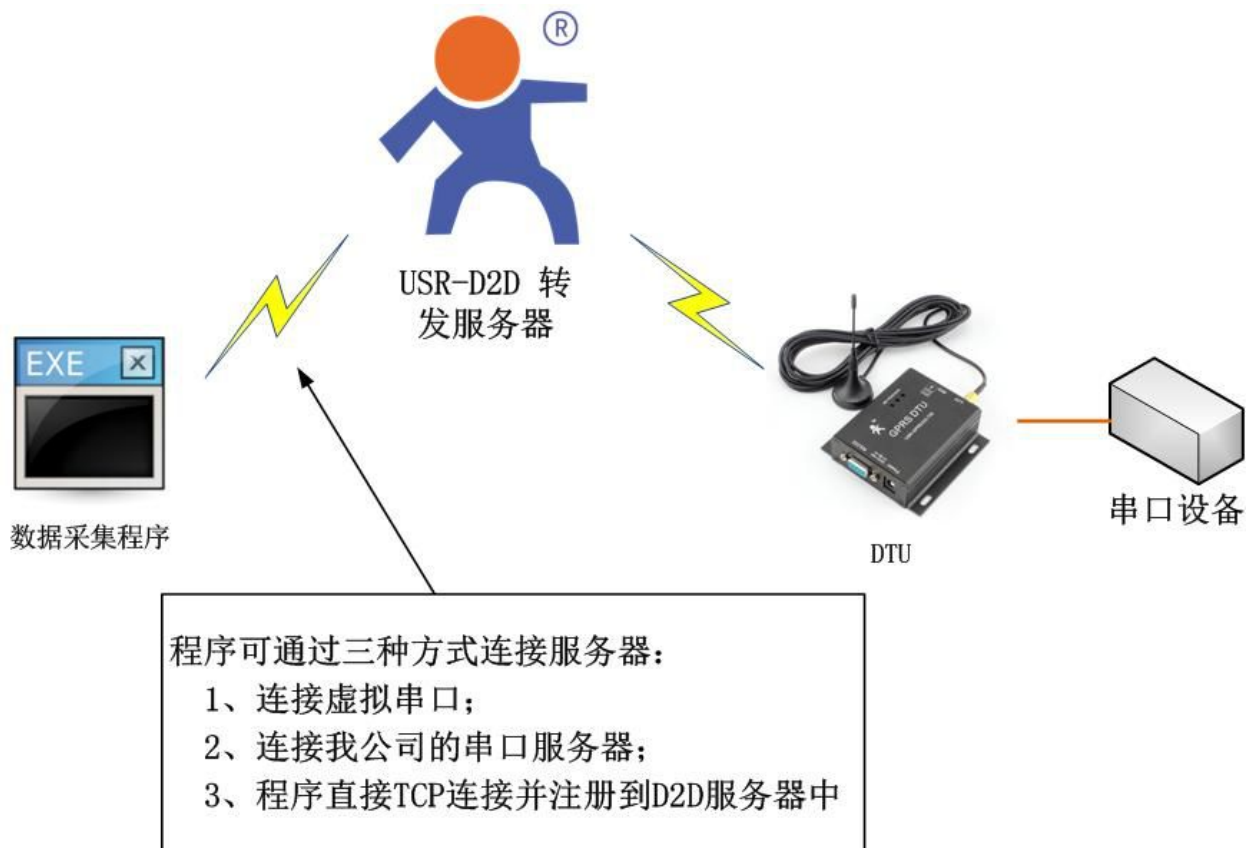 ®
USR-D2D 转
发服务器
EXE
数据采集程序
GPRS DTU
DTU
串口设备
程序可通过三种方式连接服务器:
1、连接虚拟串口;
2、连接我公司的串口服务器;
3、程序直接TCP连接并注册到D2D服务器中